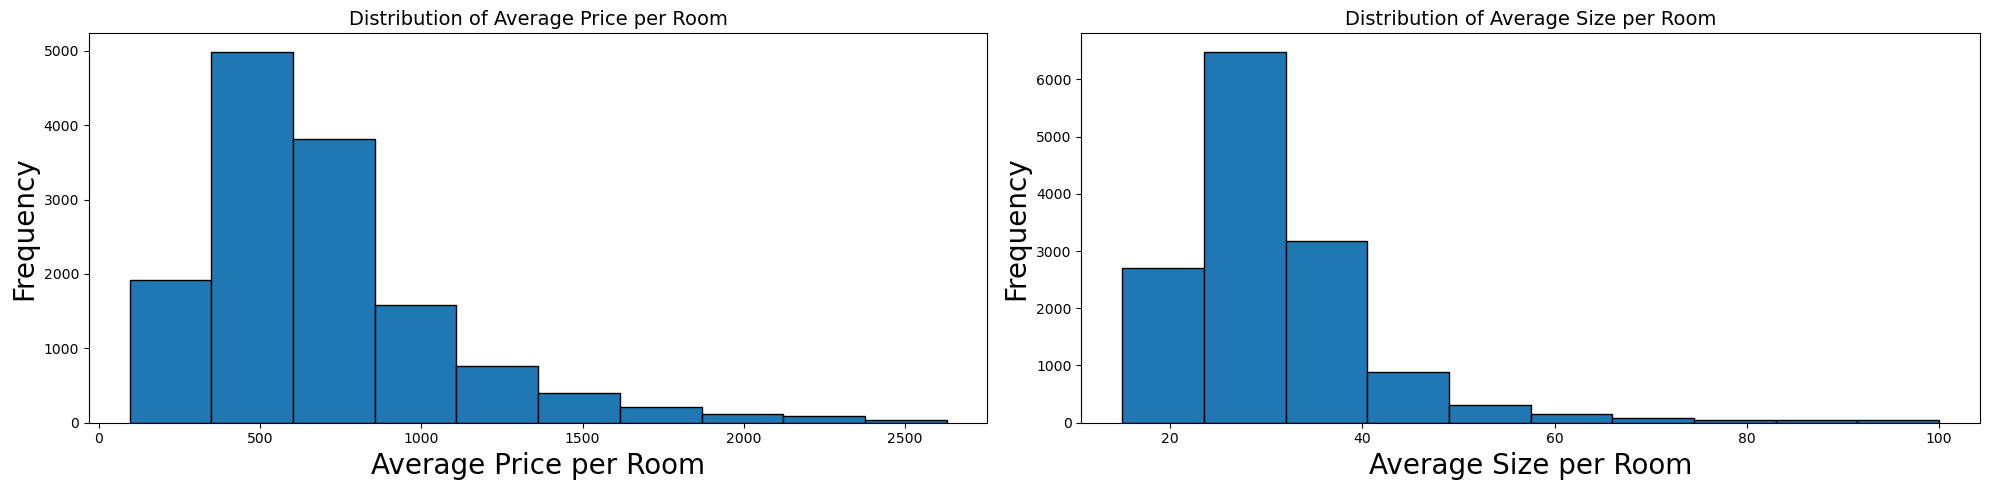 Distribution of Average Price per Room
5000
4000
3000
2000
1000
0
Frequency
0 500 1000 1500 2000 2500
Average Price per Room
Distribution of Average Size per Room
6000
5000
4000
3000
2000
1000
0
Frequency
20 40 60 80 100
Average Size per Room